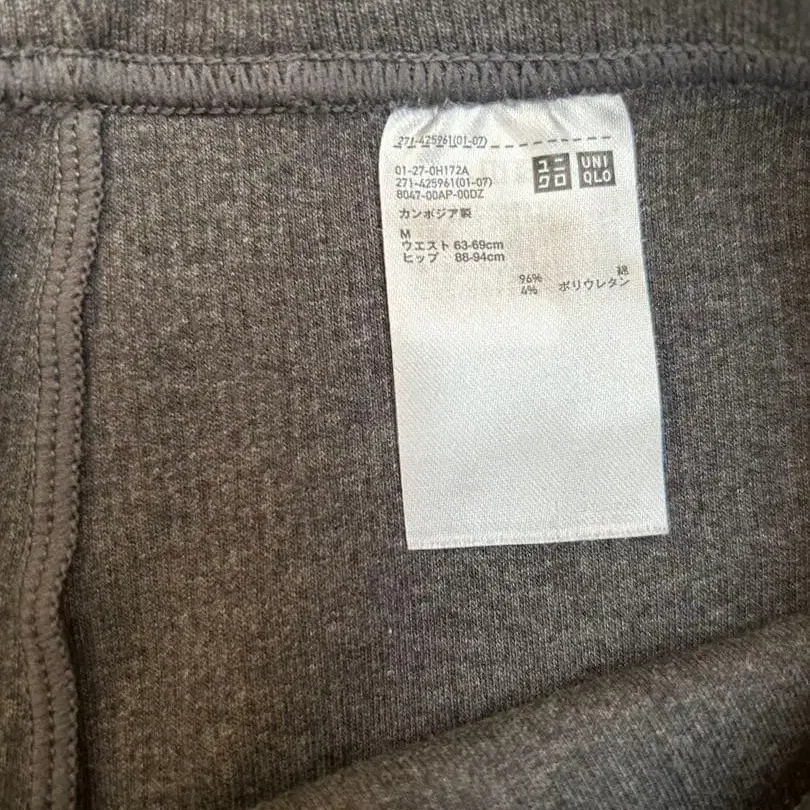 271-425961(01-07)
ユニ
クロ
UNI
QLO
01-27-0H172A
271-425961(01-07)
8047-00AP-00DZ
カンボジア製
M
ウエスト 63-69cm
ヒップ 88-94cm
96% 綿
4% ポリウレタン